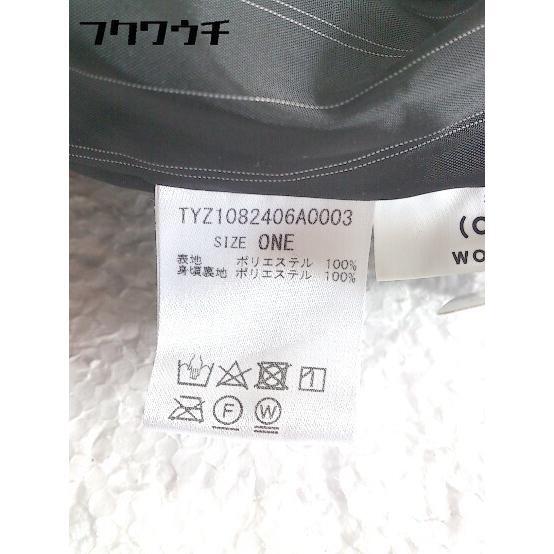 フクワウチ
TYZ1082406A0003
SIZE ONE
表地 ポリエステル 100%
身頃裏地 ポリエステル 100%
F W
(C
WO